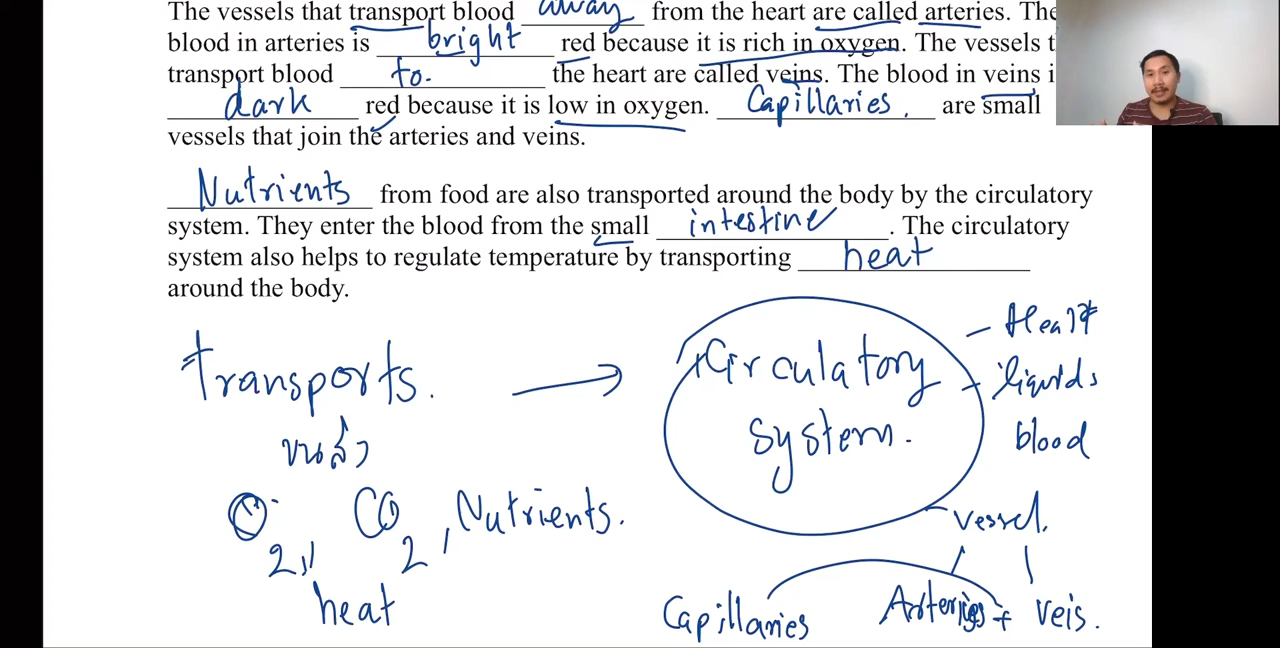 The vessels that transport blood away from the heart are called arteries. The
blood in arteries is bright red because it is rich in oxygen. The vessels t
transport blood to. the heart are called veins. The blood in veins i
dark red because it is low in oxygen. Capillaries. are small
vessels that join the arteries and veins.
Nutrients from food are also transported around the body by the circulatory
system. They enter the blood from the small intestine. The circulatory
system also helps to regulate temperature by transporting heat
around the body.
transports. → Circulatory
system.
- Heart
liquids
blood
ขนส่ง
O2, CO2, Nutrients.
heat
vessel.
Capillaries Arteries + Veis.